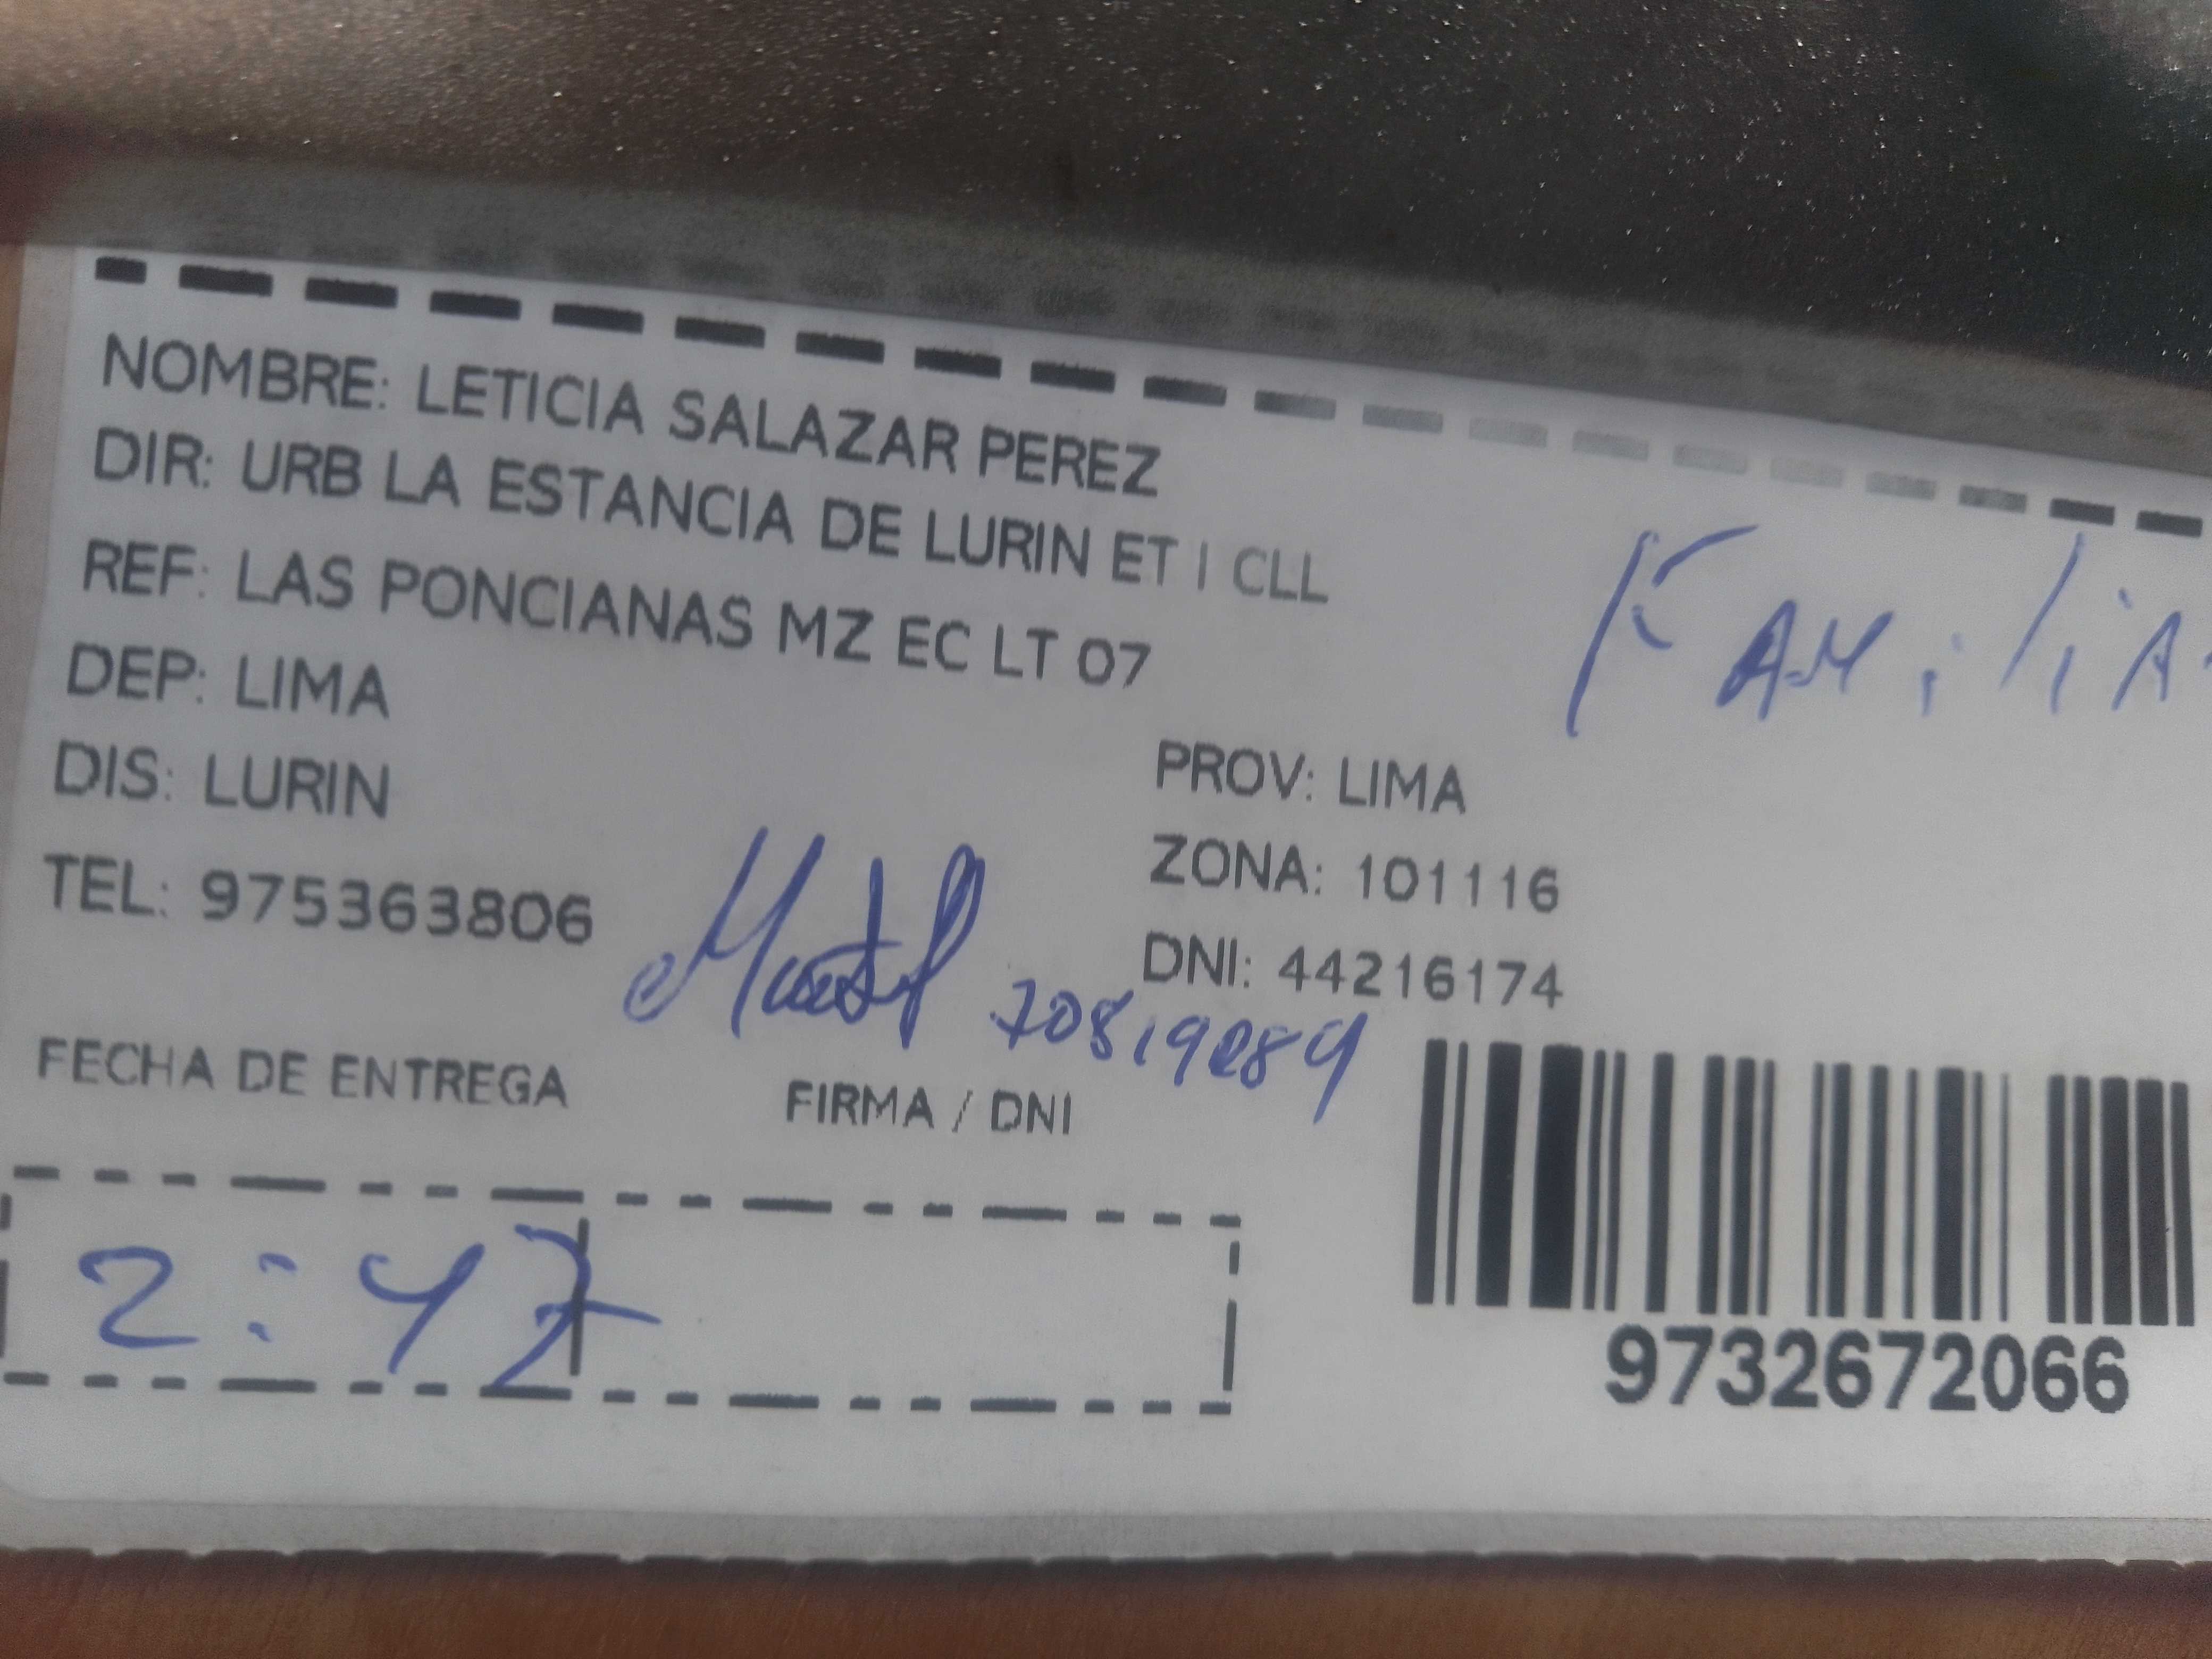 NOMBRE: LETICIA SALAZAR PEREZ
DIR: URB LA ESTANCIA DE LURIN ET I CLL
REF: LAS PONCIANAS MZ EC LT 07
FAMiliA
DEP: LIMA
PROV: LIMA
DIS: LURIN
ZONA: 101116
TEL: 975363806
DNI: 44216174
70819289
FECHA DE ENTREGA
FIRMA / DNI
2:47
9732672066